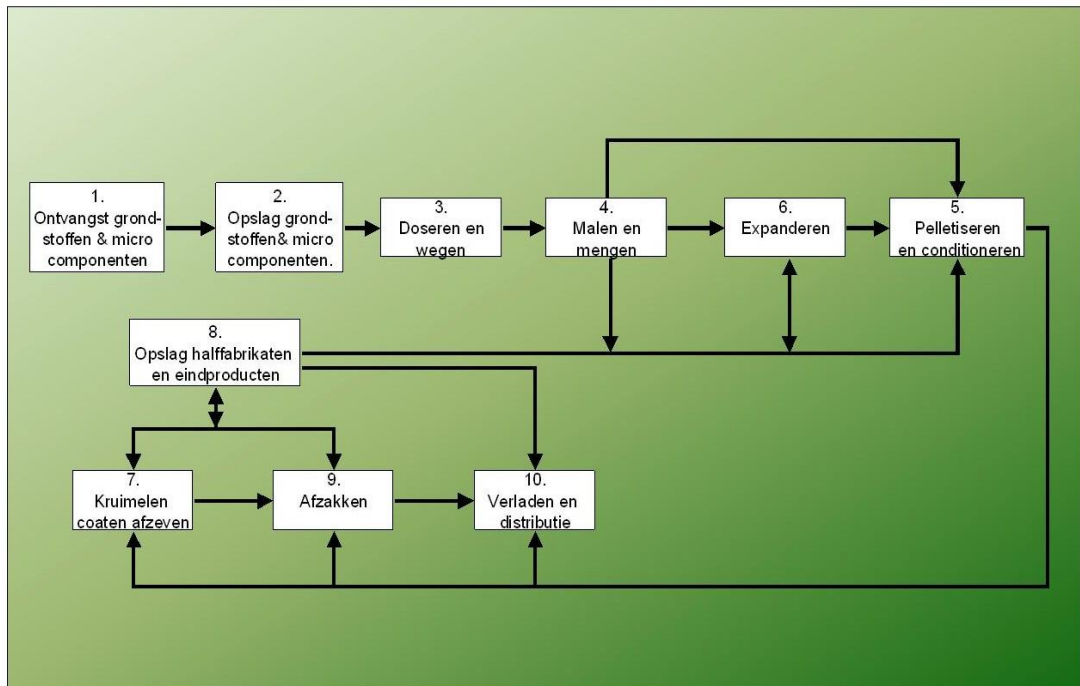 1.
Ontvangst grond-
stoffen & micro
componenten
2.
Opslag grond-
stoffen& micro
componenten.
3.
Doseren en
wegen
4.
Malen en
mengen
6.
Expanderen
5.
Pelletiseren
en conditioneren
8.
Opslag halffabrikaten
en eindproducten
7.
Kruimelen
coaten afzeven
9.
Afzakken
10.
Verladen en
distributie